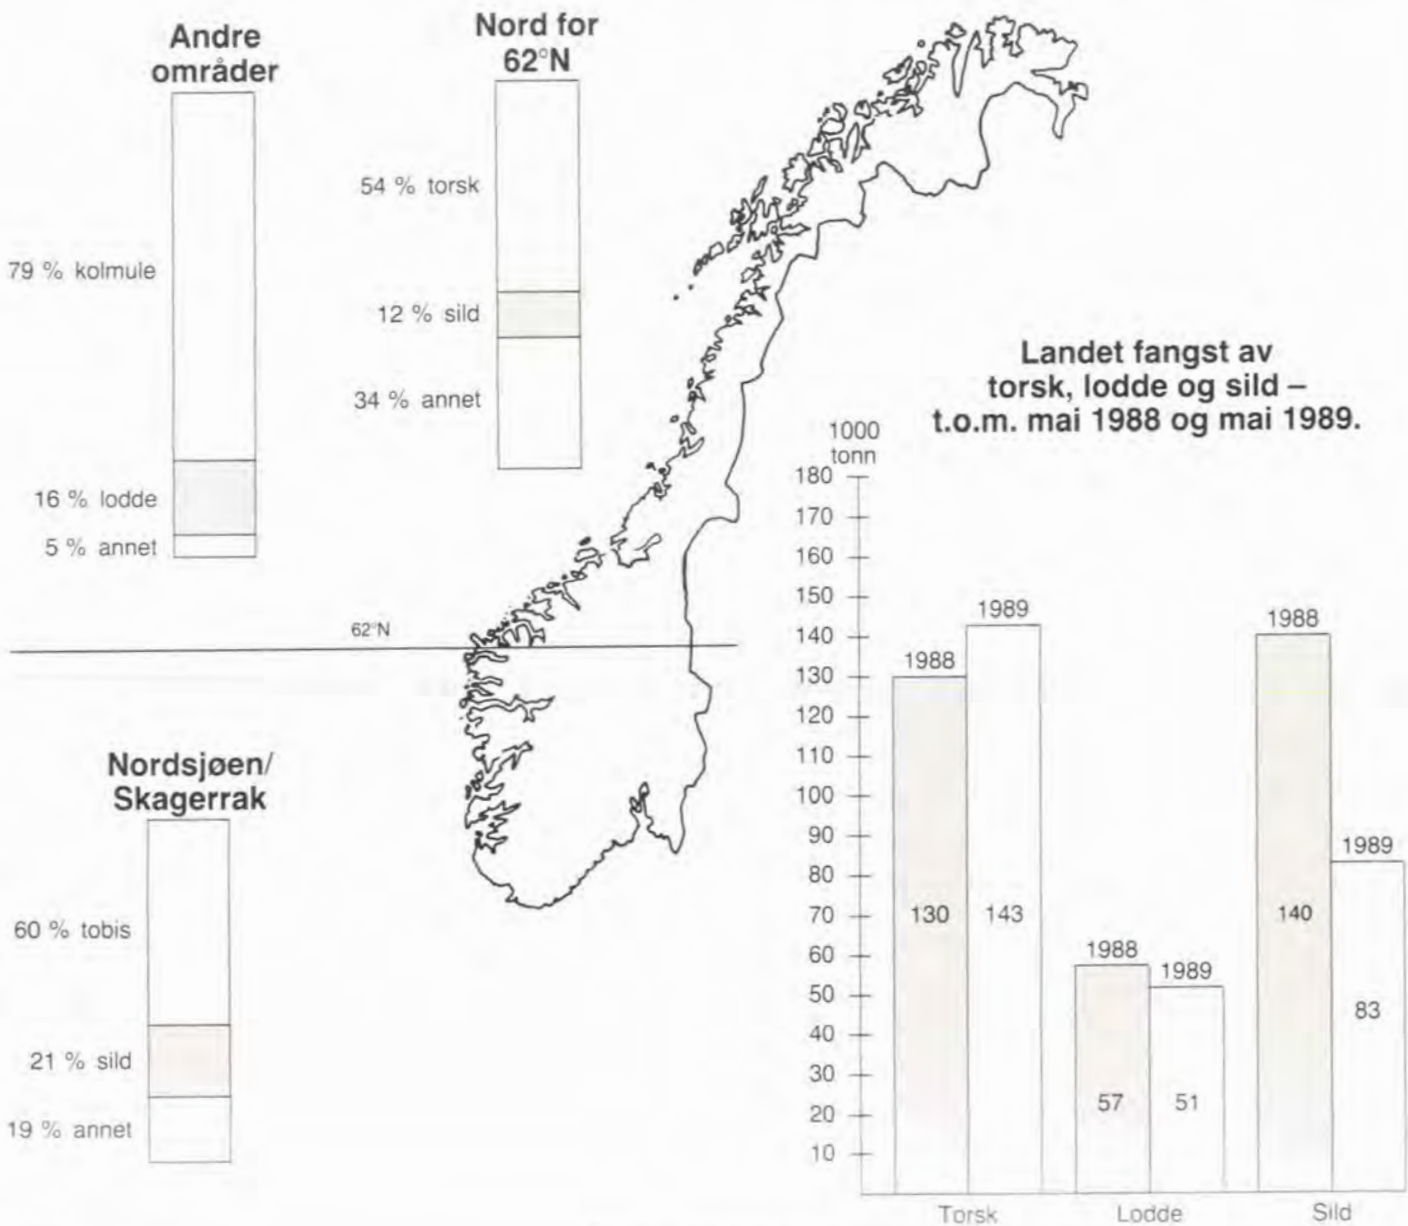 Andre
områder
79 % kolmule
16 % lodde
5 % annet
Nord for
62°N
54 % torsk
12 % sild
34 % annet
62°N
Nordsjøen/
Skagerrak
60 % tobis
21 % sild
19 % annet
Landet fangst av
torsk, lodde og sild –
t.o.m. mai 1988 og mai 1989.
1000
tonn
180
170
160
150
140
130
120
110
100
90
80
70
60
50
40
30
20
10
1988
1989
130
143
1988
1989
57
51
1988
1989
140
83
Torsk
Lodde
Sild